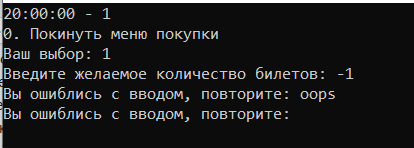 20:00:00 - 1
0. Покинуть меню покупки
Ваш выбор: 1
Введите желаемое количество билетов: -1
Вы ошиблись с вводом, повторите: oops
Вы ошиблись с вводом, повторите: